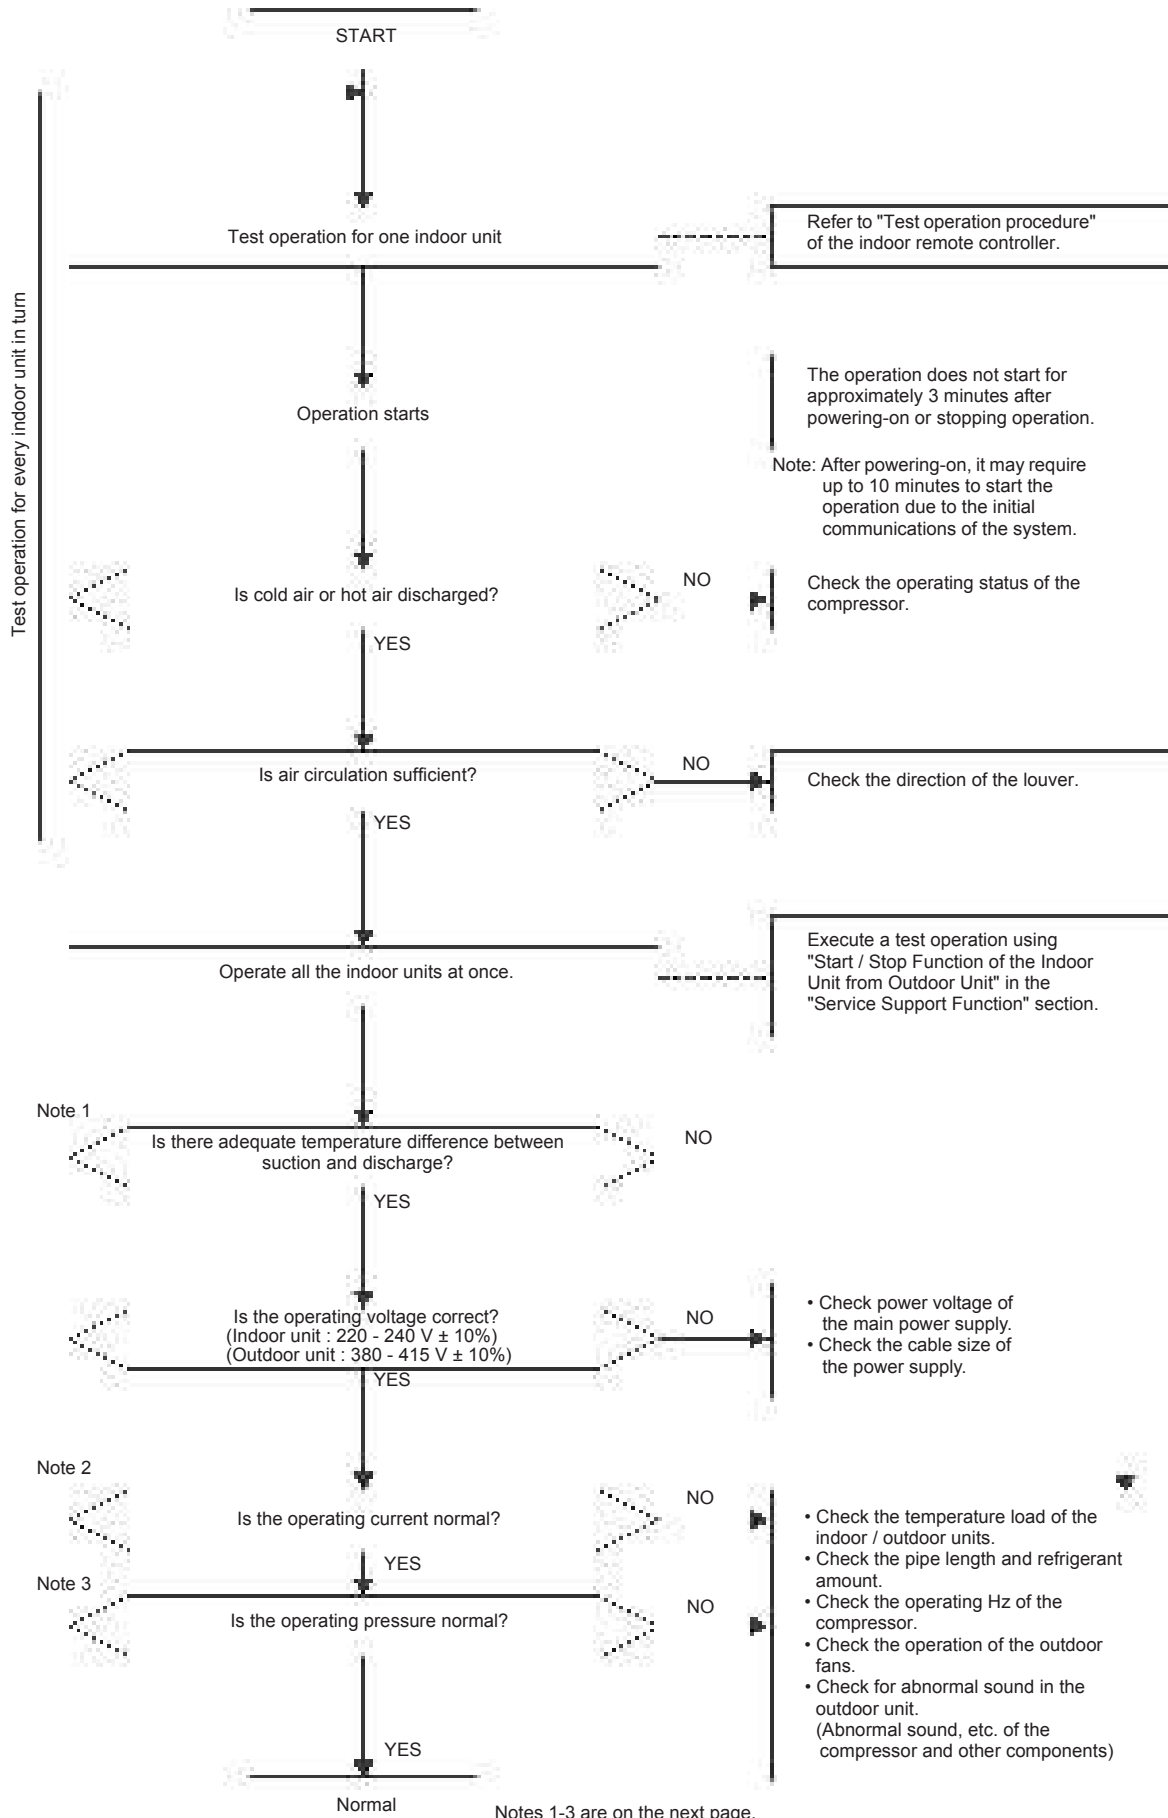 START
Test operation for every indoor unit in turn
Test operation for one indoor unit
Refer to "Test operation procedure"
of the indoor remote controller.
Operation starts
The operation does not start for
approximately 3 minutes after
powering-on or stopping operation.
Note: After powering-on, it may require
up to 10 minutes to start the
operation due to the initial
communications of the system.
Is cold air or hot air discharged?
NO
Check the operating status of the
compressor.
YES
Is air circulation sufficient?
NO
Check the direction of the louver.
YES
Operate all the indoor units at once.
Execute a test operation using
"Start / Stop Function of the Indoor
Unit from Outdoor Unit" in the
"Service Support Function" section.
Note 1
Is there adequate temperature difference between
suction and discharge?
NO
YES
Is the operating voltage correct?
(Indoor unit : 220 - 240 V ± 10%)
(Outdoor unit : 380 - 415 V ± 10%)
NO
• Check power voltage of
the main power supply.
• Check the cable size of
the power supply.
YES
Note 2
Is the operating current normal?
NO
YES
Note 3
Is the operating pressure normal?
NO
• Check the temperature load of the
indoor / outdoor units.
• Check the pipe length and refrigerant
amount.
• Check the operating Hz of the
compressor.
• Check the operation of the outdoor
fans.
• Check for abnormal sound in the
outdoor unit.
(Abnormal sound, etc. of the
compressor and other components)
YES
Normal
Notes 1-3 are on the next page.